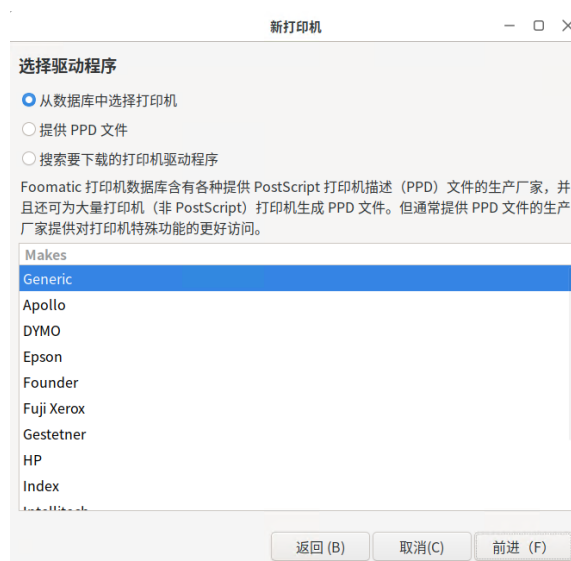 新打印机
选择驱动程序
从数据库中选择打印机
提供 PPD 文件
搜索要下载的打印机驱动程序
Foomatic 打印机数据库含有各种提供 PostScript 打印机描述（PPD）文件的生产厂家，并
且还可为大量打印机（非 PostScript）打印机生成 PPD 文件。但通常提供 PPD 文件的生产
厂家提供对打印机特殊功能的更好访问。
Makes
Generic
Apollo
DYMO
Epson
Founder
Fuji Xerox
Gestetner
HP
Index
返回 (B) 取消(C) 前进（F）